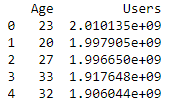 Age Users
0 23 2.010135e+09
1 20 1.997905e+09
2 27 1.996650e+09
3 33 1.917648e+09
4 32 1.906044e+09